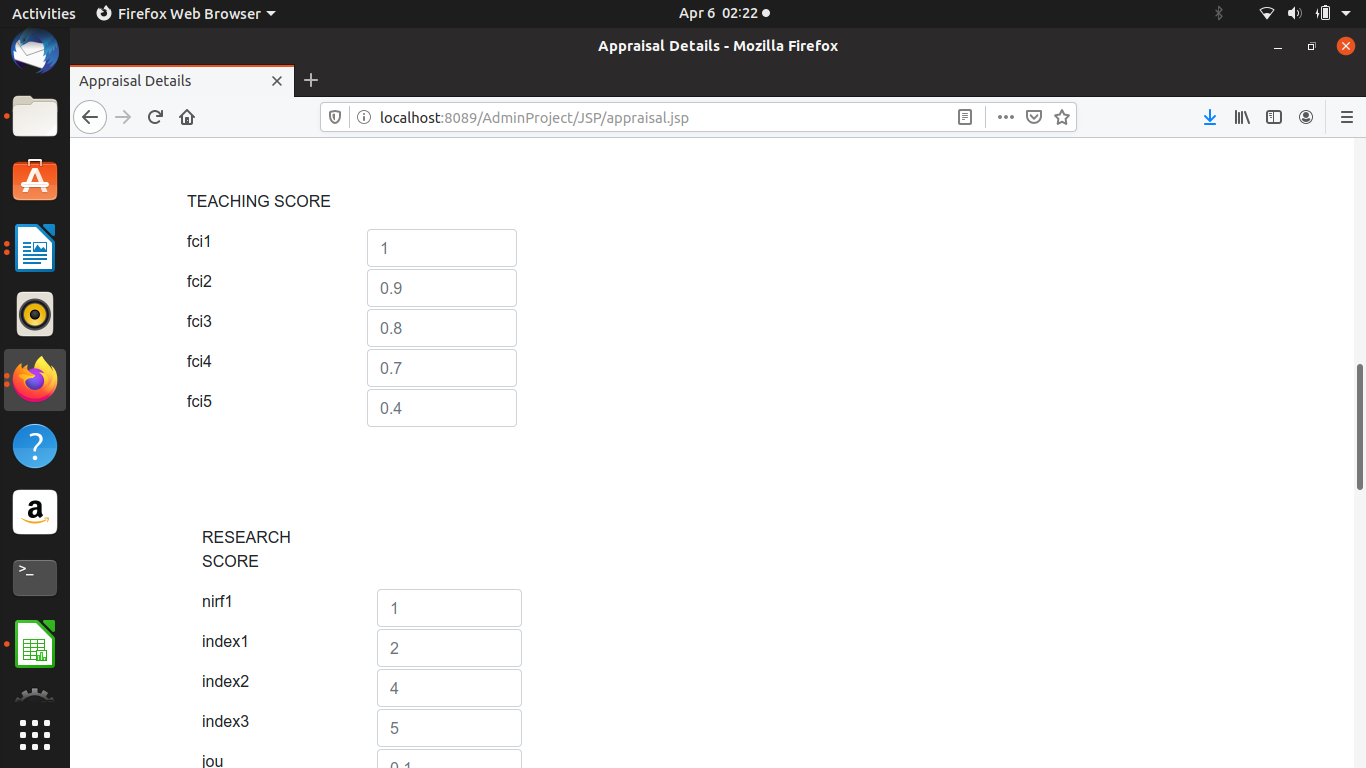 Activities Firefox Web Browser Apr 6 02:22
Appraisal Details - Mozilla Firefox
Appraisal Details
localhost:8089/AdminProject/JSP/appraisal.jsp
TEACHING SCORE
fci1 1
fci2 0.9
fci3 0.8
fci4 0.7
fci5 0.4
RESEARCH
SCORE
nirf1 1
index1 2
index2 4
index3 5
jou 0.1